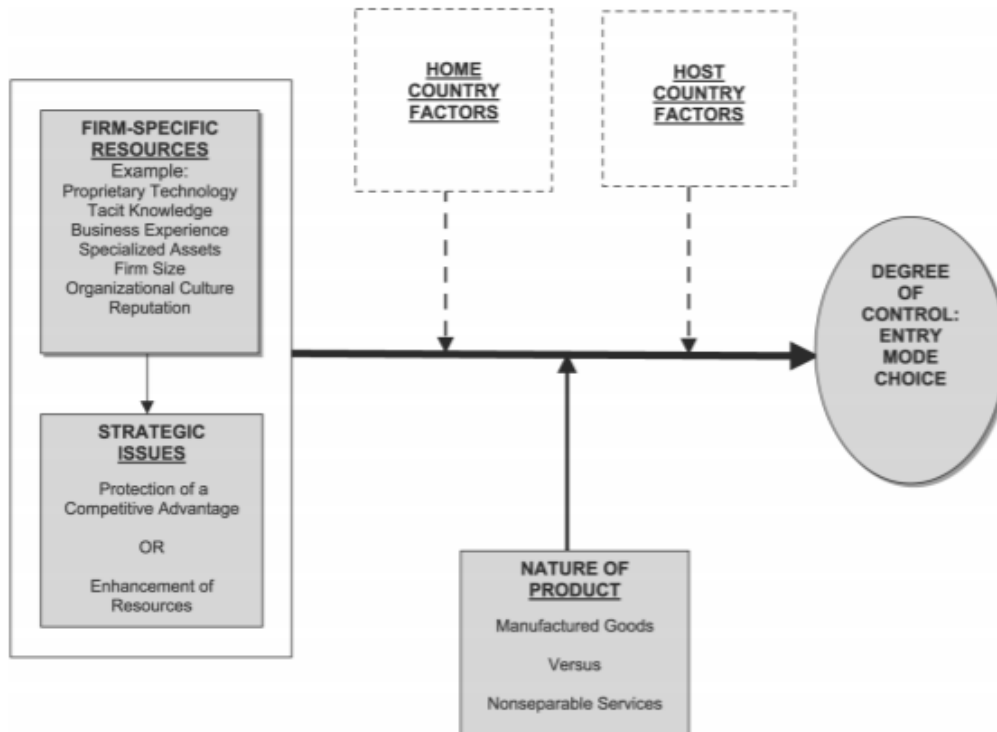 HOME
COUNTRY
FACTORS
HOST
COUNTRY
FACTORS
FIRM-SPECIFIC
RESOURCES
Example:
Proprietary Technology
Tacit Knowledge
Business Experience
Specialized Assets
Firm Size
Organizational Culture
Reputation
DEGREE
OF
CONTROL:
ENTRY
MODE
CHOICE
STRATEGIC
ISSUES
Protection of a
Competitive Advantage
OR
Enhancement of
Resources
NATURE OF
PRODUCT
Manufactured Goods
Versus
Nonseparable Services